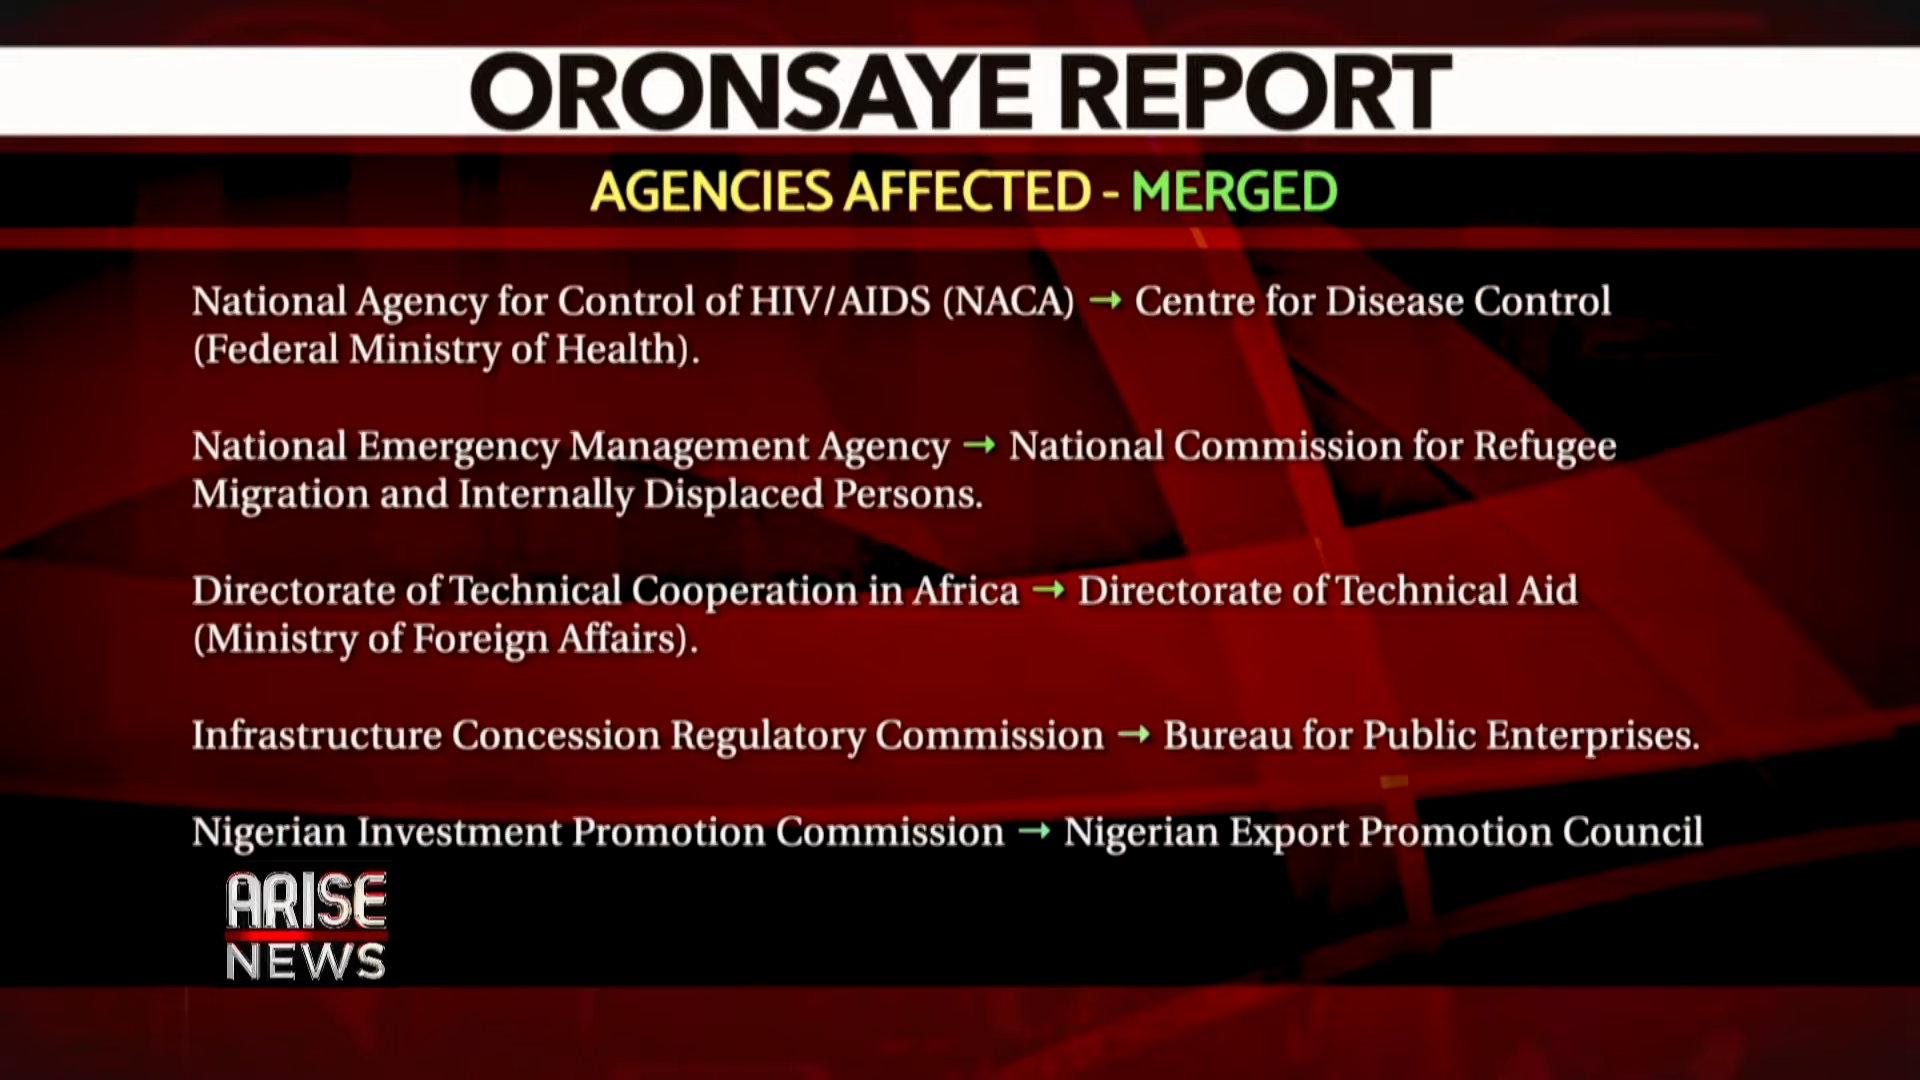 ORONSAYE REPORT
AGENCIES AFFECTED - MERGED
National Agency for Control of HIV/AIDS (NACA) → Centre for Disease Control
(Federal Ministry of Health).
National Emergency Management Agency → National Commission for Refugee
Migration and Internally Displaced Persons.
Directorate of Technical Cooperation in Africa → Directorate of Technical Aid
(Ministry of Foreign Affairs).
Infrastructure Concession Regulatory Commission → Bureau for Public Enterprises.
Nigerian Investment Promotion Commission → Nigerian Export Promotion Council
ARISE
NEWS